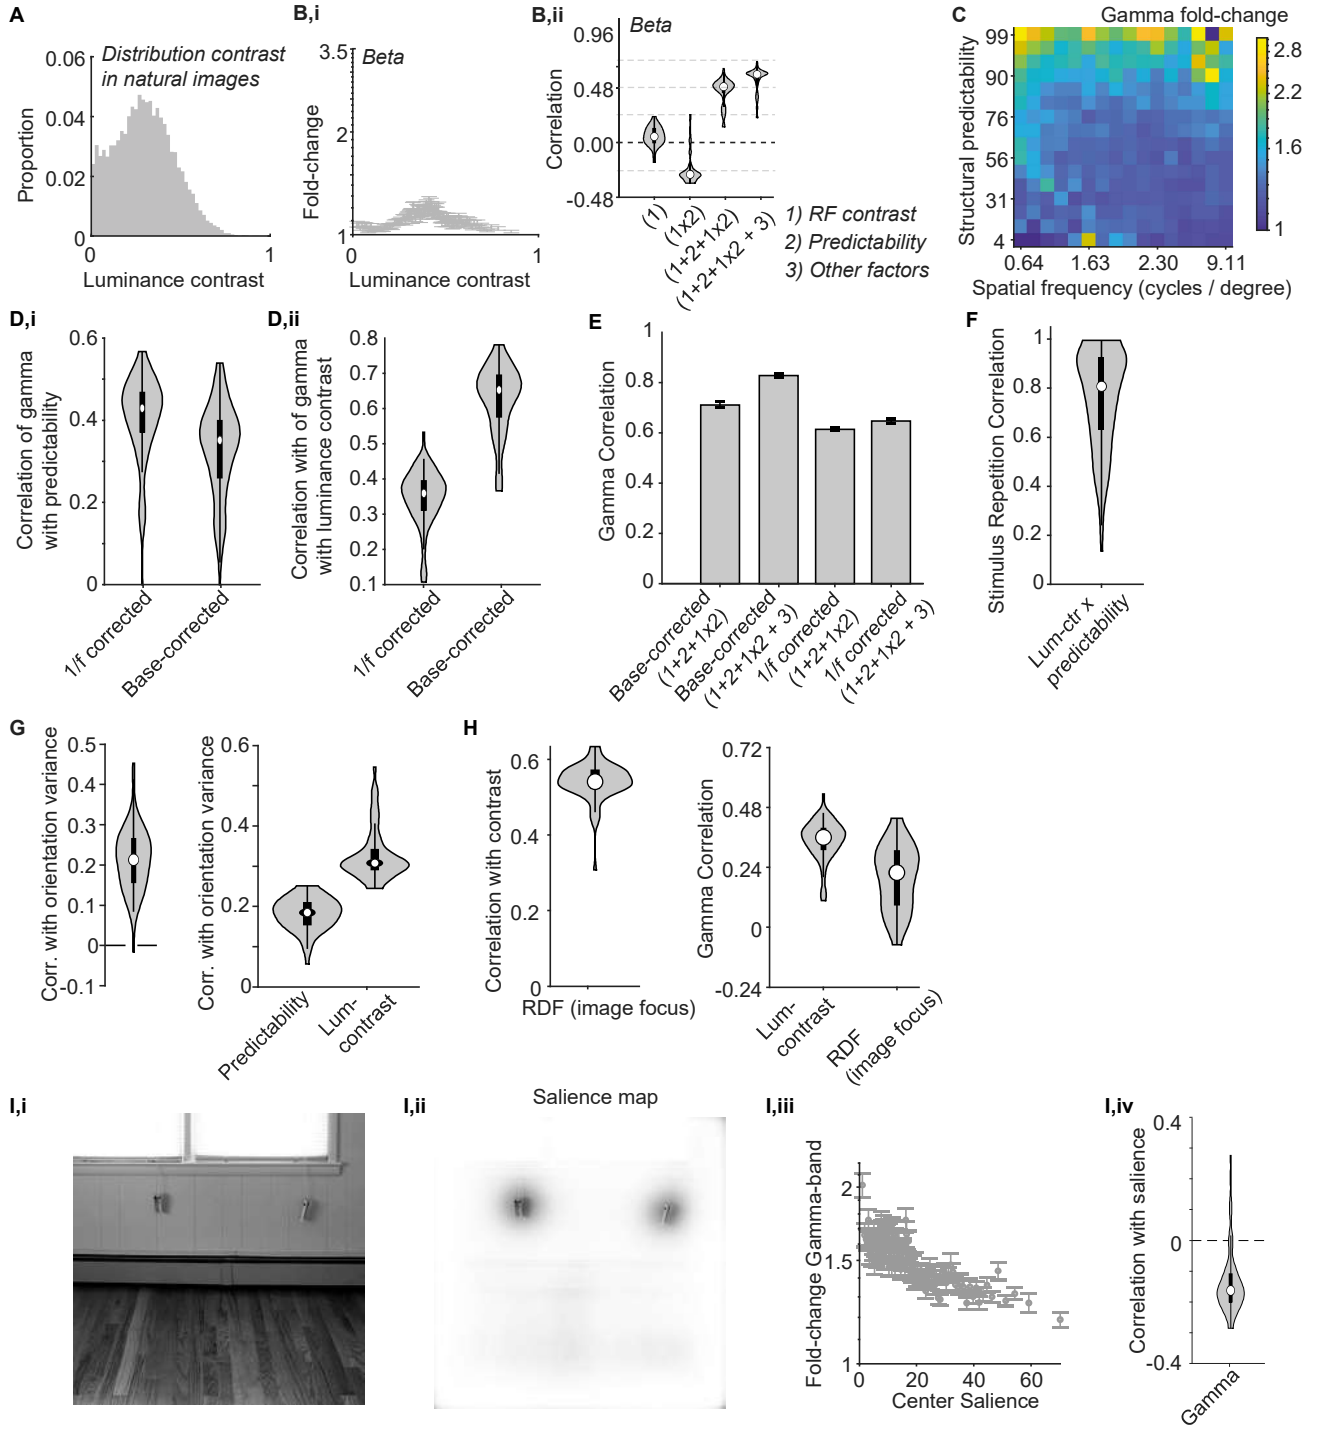 A
Distribution contrast
in natural images
0.06
0.04
0.02
0
Proportion
0
1
Luminance contrast
B,i
Beta
3.5
2
1
Fold-change
0
1
Luminance contrast
B,ii
Beta
0.96
0.48
0.00
-0.48
Correlation
(1)
(1x2)
(1+2+1x2)
(1+2+1x2 + 3)
1) RF contrast
2) Predictability
3) Other factors
C
Gamma fold-change
99
90
76
56
31
4
Structural predictability
0.64
1.63
2.30
9.11
Spatial frequency (cycles / degree)
2.8
2.2
1.6
1
D,i
0.6
0.4
0.2
0
Correlation of gamma
with predictability
1/f corrected
Base-corrected
D,ii
0.8
0.7
0.6
0.5
0.4
0.3
0.2
0.1
Correlation with of gamma
with luminance contrast
1/f corrected
Base-corrected
E
1
0.8
0.6
0.4
0.2
0
Gamma Correlation
Base-corrected
(1+2+1x2)
Base-corrected
(1+2+1x2 + 3)
1/f corrected
(1+2+1x2)
1/f corrected
(1+2+1x2 + 3)
F
1
0.8
0.6
0.4
0.2
0
Stimulus Repetition Correlation
Lum-ctr x
predictability
G
0.5
0.4
0.3
0.2
0.1
0
-0.1
Corr. with orientation variance
0.6
0.4
0.2
0
Corr. with orientation variance
Predictability
Lum-
contrast
H
0.6
0.4
0.2
0
Correlation with contrast
RDF (image focus)
0.72
0.48
0.24
0
-0.24
Gamma Correlation
Lum-
contrast
RDF
(image focus)
I,i
I,ii
Salience map
I,iii
2
1.5
1
Fold-change Gamma-band
0
20
40
60
Center Salience
I,iv
0.4
0
-0.4
Correlation with salience
Gamma